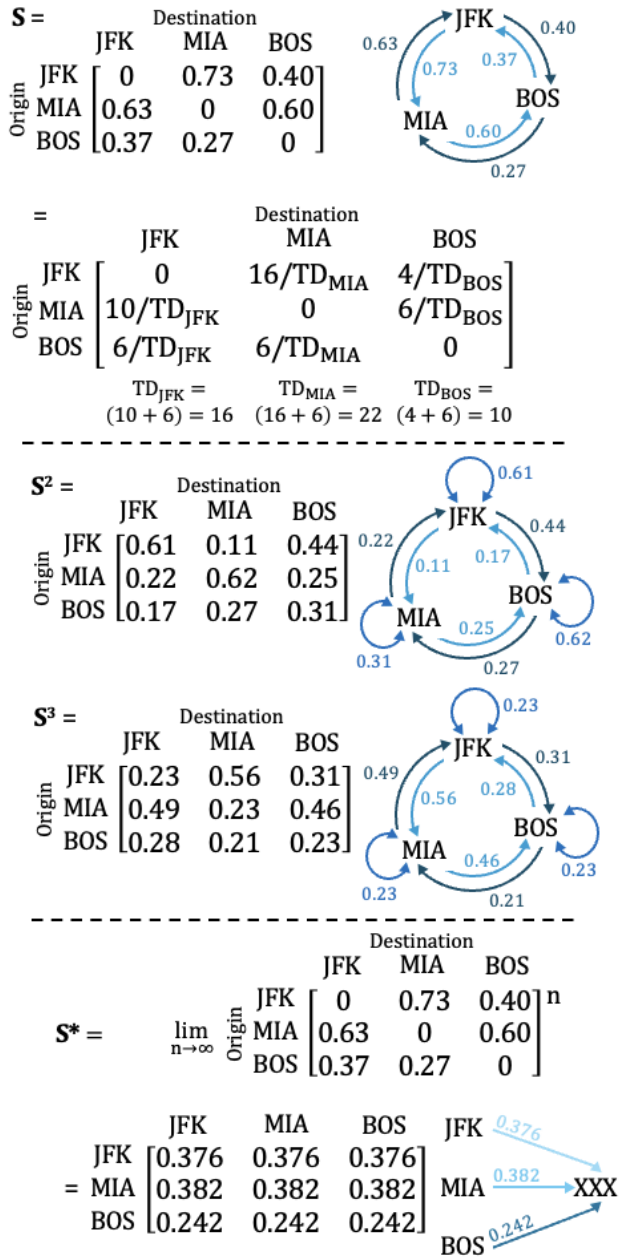 S =
Destination
JFK MIA BOS
Origin
JFK 0 0.73 0.40
MIA 0.63 0 0.60
BOS 0.37 0.27 0
JFK
0.63
0.40
0.73
0.37
BOS
MIA
0.60
0.27
=
Destination
JFK MIA BOS
Origin
JFK 0 16/TD_MIA 4/TD_BOS
MIA 10/TD_JFK 0 6/TD_BOS
BOS 6/TD_JFK 6/TD_MIA 0
TD_JFK = TD_MIA = TD_BOS =
(10 + 6) = 16 (16 + 6) = 22 (4 + 6) = 10
S² =
Destination
JFK MIA BOS
Origin
JFK 0.61 0.11 0.44
MIA 0.22 0.62 0.25
BOS 0.17 0.27 0.31
0.61
JFK
0.22
0.44
0.11
0.17
BOS
MIA
0.25
0.62
0.31
0.27
S³ =
Destination
JFK MIA BOS
Origin
JFK 0.23 0.56 0.31
MIA 0.49 0.23 0.46
BOS 0.28 0.21 0.23
0.23
JFK
0.49
0.31
0.56
0.28
BOS
MIA
0.46
0.23
0.23
0.21
Destination
JFK MIA BOS
S* = lim n→∞
Origin
JFK [0 0.73 0.40] n
MIA 0.63 0 0.60
BOS 0.37 0.27 0
JFK MIA BOS
JFK 0.376 0.376 0.376
= MIA 0.382 0.382 0.382
BOS 0.242 0.242 0.242
JFK 0.376
MIA 0.382 XXX
BOS 0.242